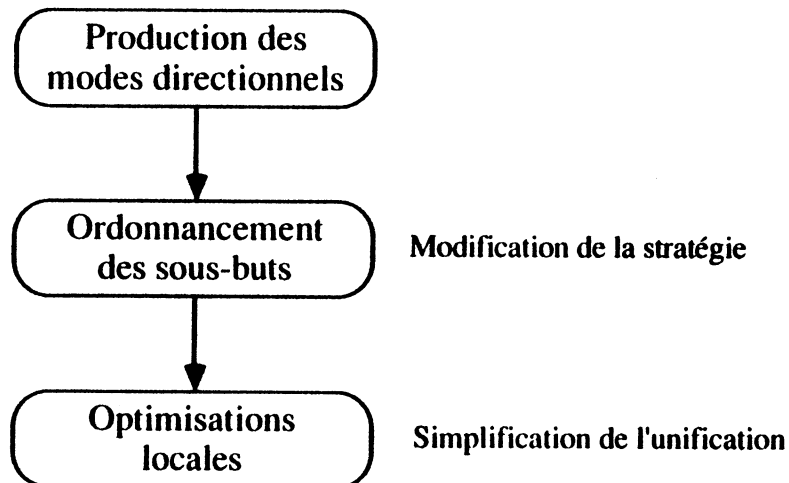 Production des
modes directionnels
Ordonnancement
des sous-buts
Modification de la stratégie
Optimisations
locales
Simplification de l'unification